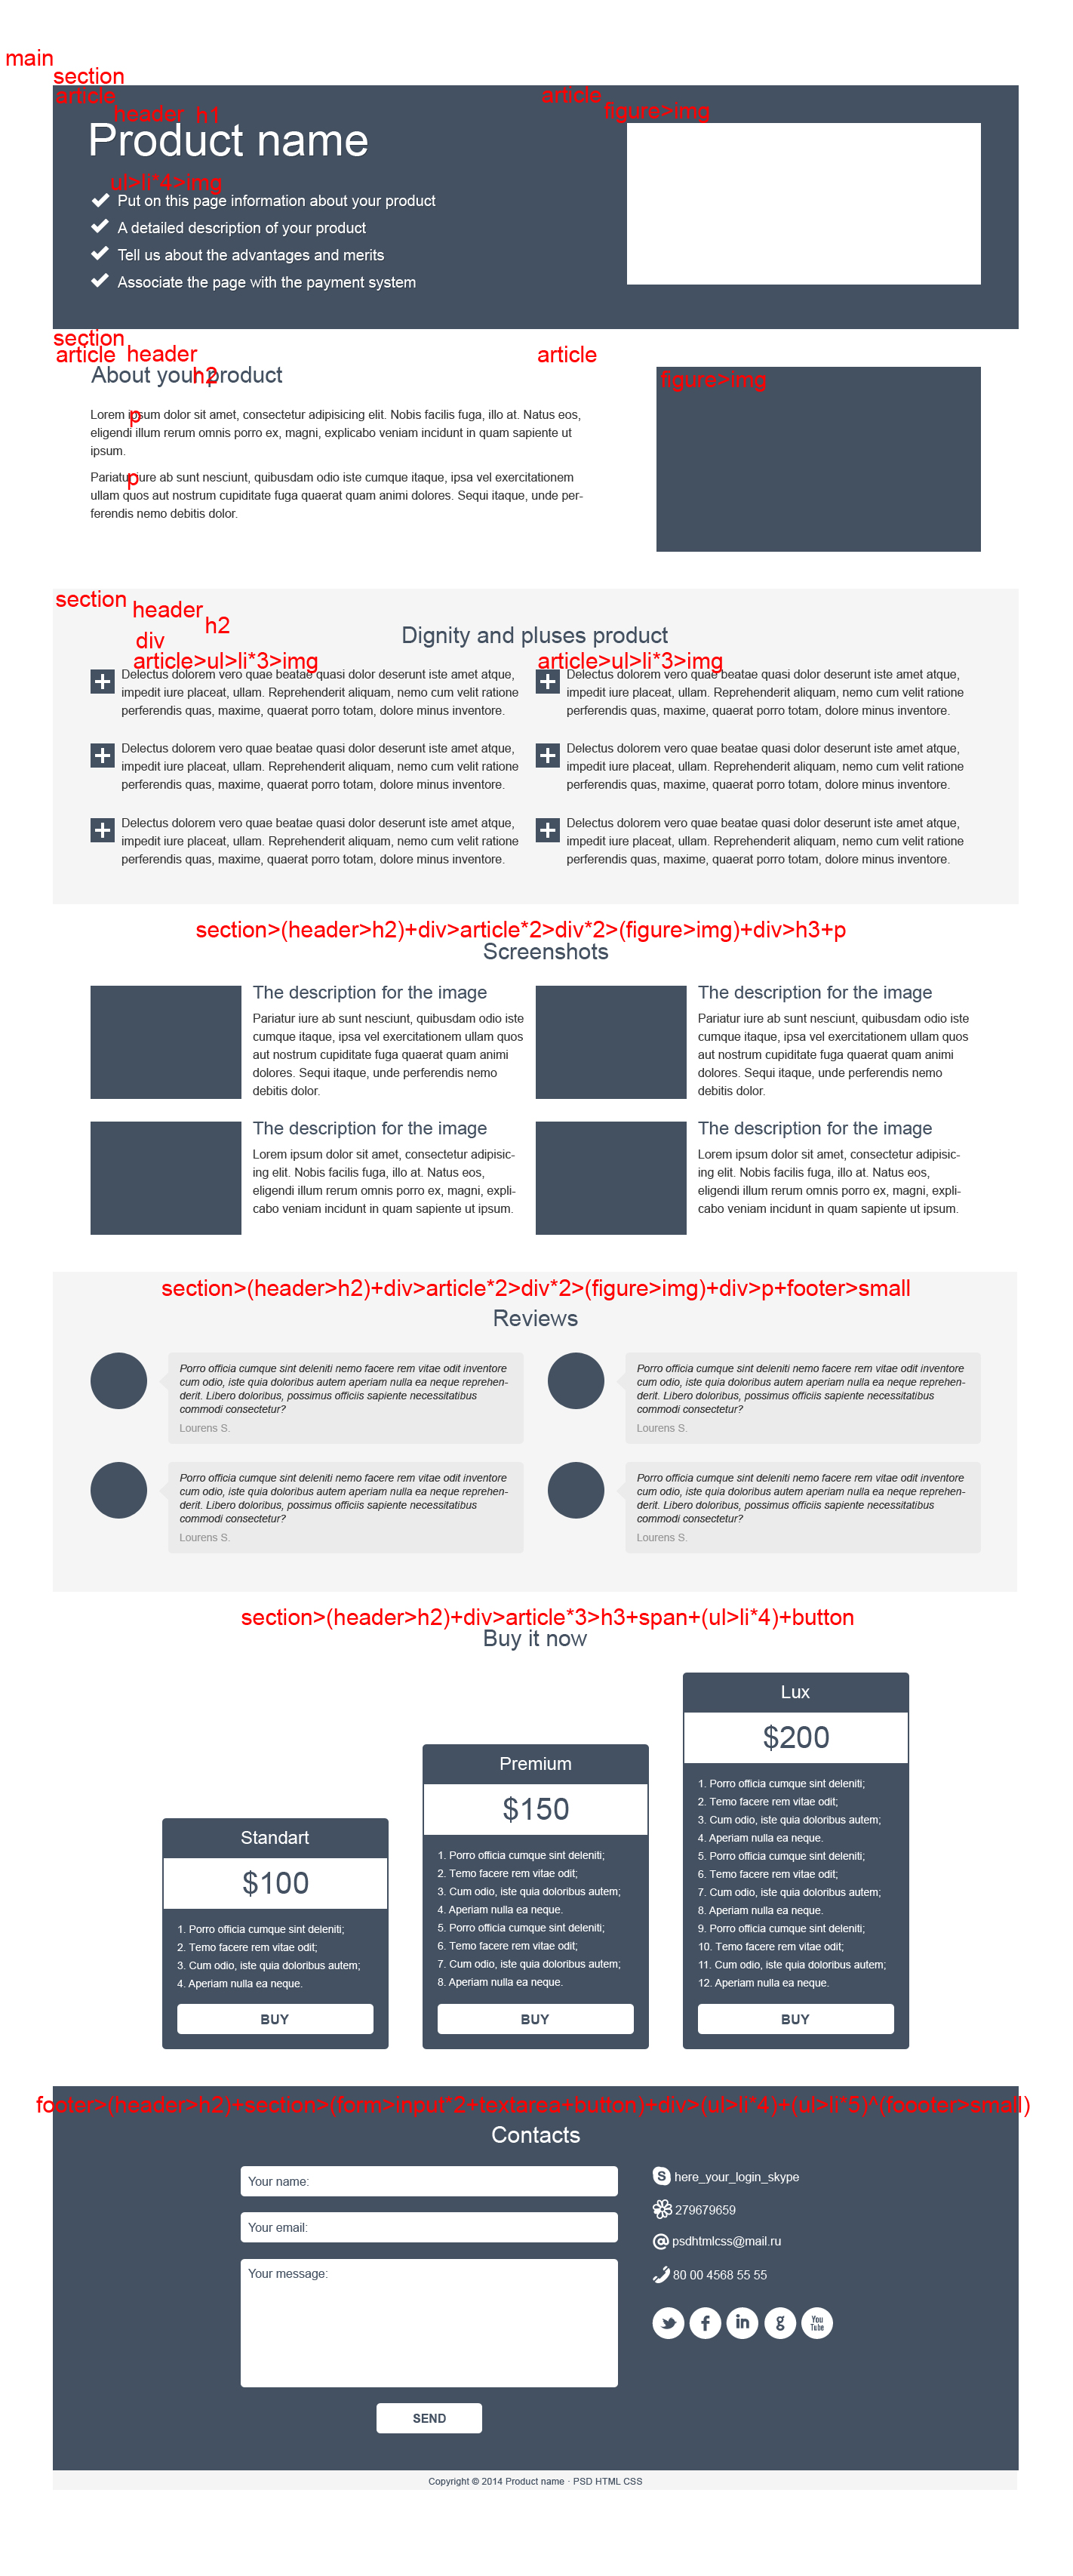 main
section
article
article
header h1
figure>img
Product name
ul>li*4>img
Put on this page information about your product
A detailed description of your product
Tell us about the advantages and merits
Associate the page with the payment system
section
article header
article
About your product
h2
figure>img
p
Lorem ipsum dolor sit amet, consectetur adipisicing elit. Nobis facilis fuga, illo at. Natus eos,
eligendi illum rerum omnis porro ex, magni, explicabo veniam incidunt in quam sapiente ut
ipsum.
p
Pariatur iure ab sunt nesciunt, quibusdam odio iste cumque itaque, ipsa vel exercitationem
ullam quos aut nostrum cupiditate fuga quaerat quam animi dolores. Sequi itaque, unde per-
ferendis nemo debitis dolor.
section
header
h2
div
Dignity and pluses product
article>ul>li*3>img
article>ul>li*3>img
Delectus dolorem vero quae beatae quasi dolor deserunt iste amet atque,
impedit iure placeat, ullam. Reprehenderit aliquam, nemo cum velit ratione
perferendis quas, maxime, quaerat porro totam, dolore minus inventore.
Delectus dolorem vero quae beatae quasi dolor deserunt iste amet atque,
impedit iure placeat, ullam. Reprehenderit aliquam, nemo cum velit ratione
perferendis quas, maxime, quaerat porro totam, dolore minus inventore.
Delectus dolorem vero quae beatae quasi dolor deserunt iste amet atque,
impedit iure placeat, ullam. Reprehenderit aliquam, nemo cum velit ratione
perferendis quas, maxime, quaerat porro totam, dolore minus inventore.
Delectus dolorem vero quae beatae quasi dolor deserunt iste amet atque,
impedit iure placeat, ullam. Reprehenderit aliquam, nemo cum velit ratione
perferendis quas, maxime, quaerat porro totam, dolore minus inventore.
Delectus dolorem vero quae beatae quasi dolor deserunt iste amet atque,
impedit iure placeat, ullam. Reprehenderit aliquam, nemo cum velit ratione
perferendis quas, maxime, quaerat porro totam, dolore minus inventore.
Delectus dolorem vero quae beatae quasi dolor deserunt iste amet atque,
impedit iure placeat, ullam. Reprehenderit aliquam, nemo cum velit ratione
perferendis quas, maxime, quaerat porro totam, dolore minus inventore.
section>(header>h2)+div>article*2>div*2>(figure>img)+div>h3+p
Screenshots
The description for the image
Pariatur iure ab sunt nesciunt, quibusdam odio iste
cumque itaque, ipsa vel exercitationem ullam quos
aut nostrum cupiditate fuga quaerat quam animi
dolores. Sequi itaque, unde perferendis nemo
debitis dolor.
The description for the image
Pariatur iure ab sunt nesciunt, quibusdam odio iste
cumque itaque, ipsa vel exercitationem ullam quos
aut nostrum cupiditate fuga quaerat quam animi
dolores. Sequi itaque, unde perferendis nemo
debitis dolor.
The description for the image
Lorem ipsum dolor sit amet, consectetur adipisic-
ing elit. Nobis facilis fuga, illo at. Natus eos,
eligendi illum rerum omnis porro ex, magni, expli-
cabo veniam incidunt in quam sapiente ut ipsum.
The description for the image
Lorem ipsum dolor sit amet, consectetur adipisic-
ing elit. Nobis facilis fuga, illo at. Natus eos,
eligendi illum rerum omnis porro ex, magni, expli-
cabo veniam incidunt in quam sapiente ut ipsum.
section>(header>h2)+div>article*2>div*2>(figure>img)+div>p+footer>small
Reviews
Porro officia cumque sint deleniti nemo facere rem vitae odit inventore
cum odio, iste quia doloribus autem aperiam nulla ea neque reprehen-
derit. Libero doloribus, possimus officiis sapiente necessitatibus
commodi consectetur?
Lourens S.
Porro officia cumque sint deleniti nemo facere rem vitae odit inventore
cum odio, iste quia doloribus autem aperiam nulla ea neque reprehen-
derit. Libero doloribus, possimus officiis sapiente necessitatibus
commodi consectetur?
Lourens S.
Porro officia cumque sint deleniti nemo facere rem vitae odit inventore
cum odio, iste quia doloribus autem aperiam nulla ea neque reprehen-
derit. Libero doloribus, possimus officiis sapiente necessitatibus
commodi consectetur?
Lourens S.
Porro officia cumque sint deleniti nemo facere rem vitae odit inventore
cum odio, iste quia doloribus autem aperiam nulla ea neque reprehen-
derit. Libero doloribus, possimus officiis sapiente necessitatibus
commodi consectetur?
Lourens S.
section>(header>h2)+div>article*3>h3+span+(ul>li*4)+button
Buy it now
Standart
$100
1. Porro officia cumque sint deleniti;
2. Temo facere rem vitae odit;
3. Cum odio, iste quia doloribus autem;
4. Aperiam nulla ea neque.
BUY
Premium
$150
1. Porro officia cumque sint deleniti;
2. Temo facere rem vitae odit;
3. Cum odio, iste quia doloribus autem;
4. Aperiam nulla ea neque.
5. Porro officia cumque sint deleniti;
6. Temo facere rem vitae odit;
7. Cum odio, iste quia doloribus autem;
8. Aperiam nulla ea neque.
BUY
Lux
$200
1. Porro officia cumque sint deleniti;
2. Temo facere rem vitae odit;
3. Cum odio, iste quia doloribus autem;
4. Aperiam nulla ea neque.
5. Porro officia cumque sint deleniti;
6. Temo facere rem vitae odit;
7. Cum odio, iste quia doloribus autem;
8. Aperiam nulla ea neque.
9. Porro officia cumque sint deleniti;
10. Temo facere rem vitae odit;
11. Cum odio, iste quia doloribus autem;
12. Aperiam nulla ea neque.
BUY
footer>(header>h2)+section>(form>input*2+textarea+button)+div>(ul>li*4)+(ul>li*5)^(foooter>small)
Contacts
Your name:
Your email:
Your message:
SEND
here_your_login_skype
279679659
psdhtmlcss@mail.ru
80 00 4568 55 55
f in g You Tube
Copyright © 2014 Product name · PSD HTML CSS